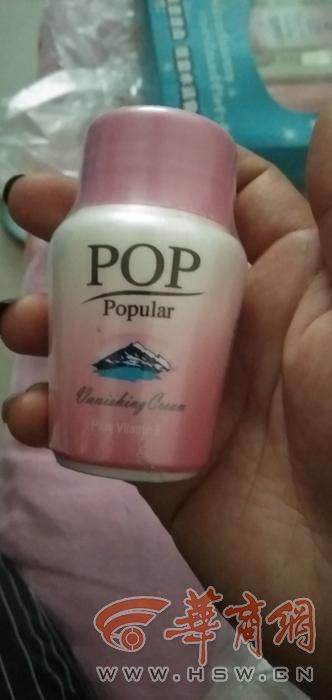 POP
Popular
Vanishing Cream
Plus Vitamin E
華商網
WWW.HSW.CN